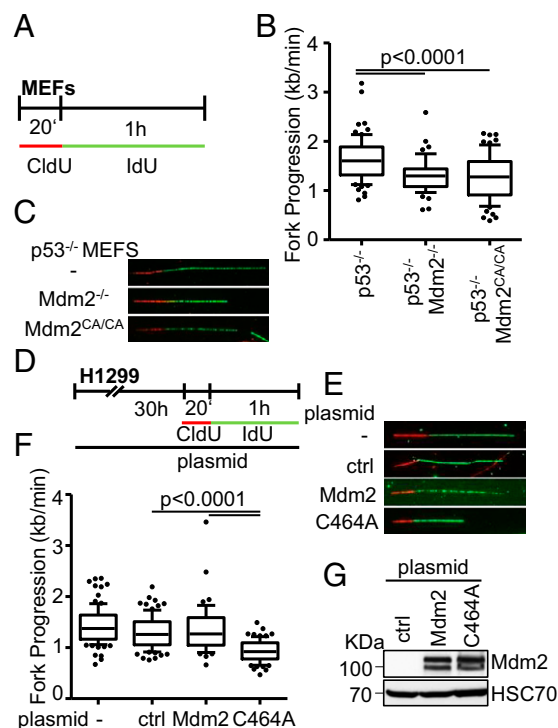 A
MEFs
20‘
1h
CldU
IdU
B
p<0.0001
Fork Progression (kb/min)
4
3
2
1
0
p53-/-
p53-/-
Mdm2-/-
p53-/-
Mdm2CA/CA
C
p53-/- MEFS
-
Mdm2-/-
Mdm2CA/CA
D
H1299
30h
20‘
1h
CldU
IdU
plasmid
E
plasmid
-
ctrl
Mdm2
C464A
F
p<0.0001
Fork Progression (kb/min)
4
3
2
1
0
plasmid -
ctrl
Mdm2
C464A
G
plasmid
ctrl
Mdm2
C464A
KDa
100
Mdm2
70
HSC70